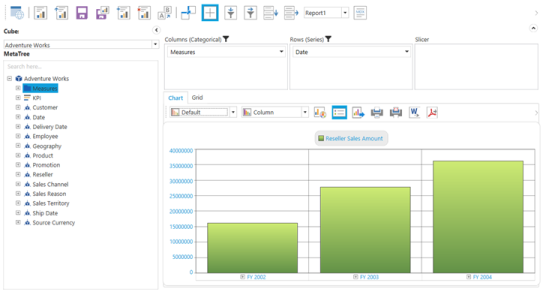 Report1
Cube:
Adventure Works
MetaTree
Search here...
Adventure Works
Measures
KPI
Customer
Date
Delivery Date
Employee
Geography
Product
Promotion
Reseller
Sales Channel
Sales Reason
Sales Territory
Ship Date
Source Currency
Columns (Categorical)
Rows (Series)
Slicer
Measures
Date
Chart
Grid
Default
Column
Reseller Sales Amount
40000000
35000000
30000000
25000000
20000000
15000000
10000000
5000000
0
FY 2002
FY 2003
FY 2004